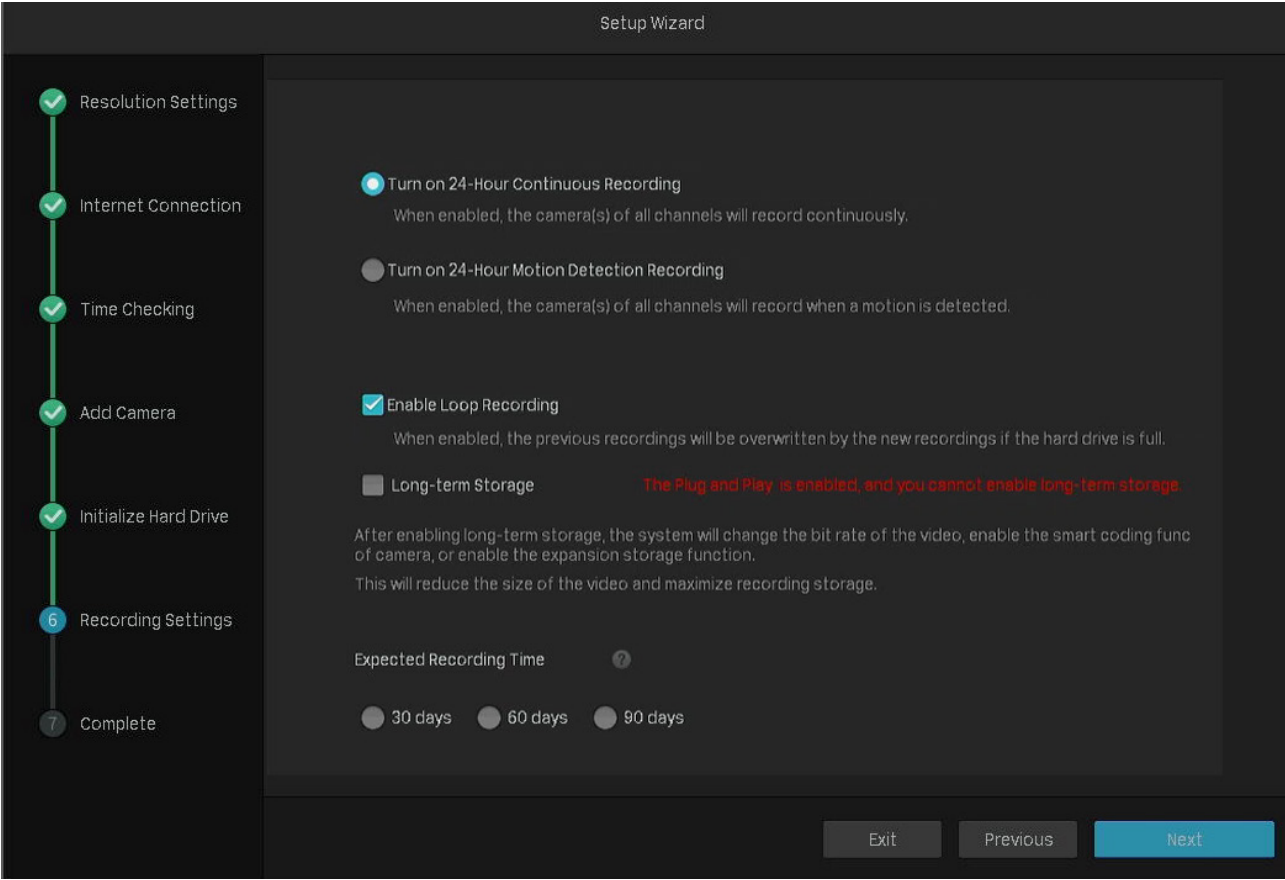 Setup Wizard
Resolution Settings
Internet Connection
Time Checking
Add Camera
Initialize Hard Drive
6
Recording Settings
7
Complete
Turn on 24-Hour Continuous Recording
When enabled, the camera(s) of all channels will record continuously.
Turn on 24-Hour Motion Detection Recording
When enabled, the camera(s) of all channels will record when a motion is detected.
Enable Loop Recording
When enabled, the previous recordings will be overwritten by the new recordings if the hard drive is full.
Long-term Storage The Plug and Play is enabled, and you cannot enable long-term storage.
After enabling long-term storage, the system will change the bit rate of the video, enable the smart coding func
of camera, or enable the expansion storage function.
This will reduce the size of the video and maximize recording storage.
Expected Recording Time ?
30 days 60 days 90 days
Exit Previous Next